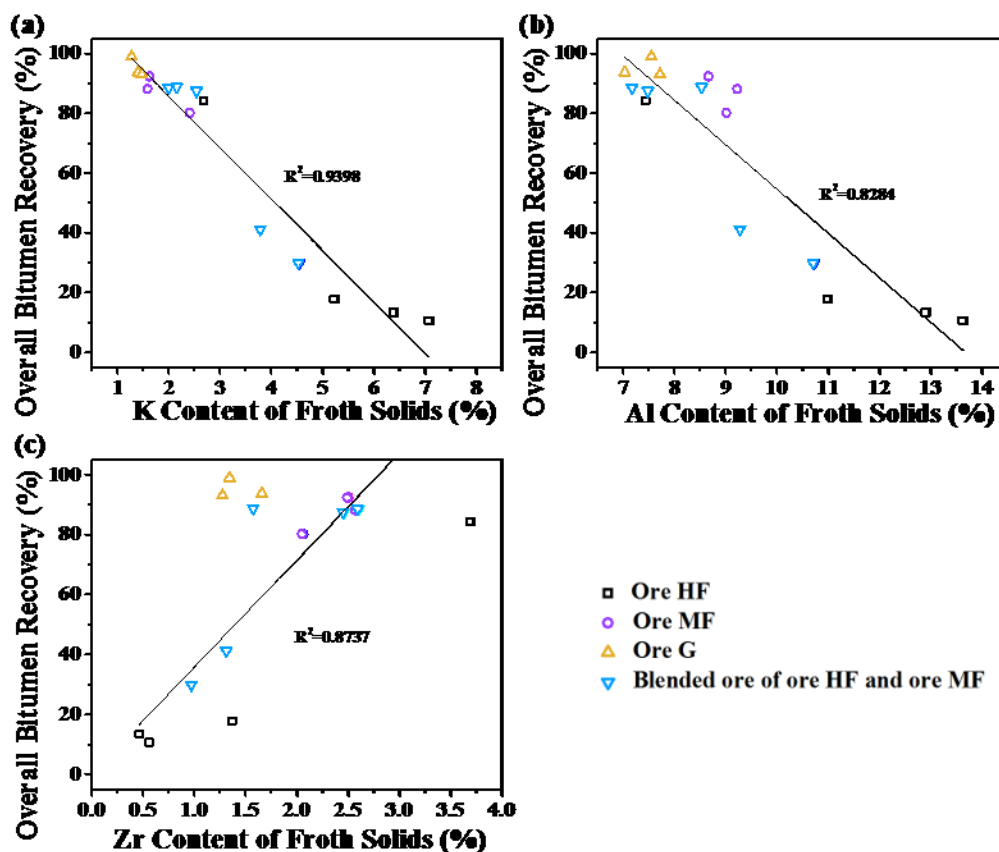 (a)
Overall Bitumen Recovery (%)
100
80
60
40
20
0
R²=0.9398
1 2 3 4 5 6 7 8
K Content of Froth Solids (%)
(b)
Overall Bitumen Recovery (%)
100
80
60
40
20
0
R²=0.8284
7 8 9 10 11 12 13 14
Al Content of Froth Solids (%)
(c)
Overall Bitumen Recovery (%)
100
80
60
40
20
0
R²=0.8737
0.0 0.5 1.0 1.5 2.0 2.5 3.0 3.5 4.0
Zr Content of Froth Solids (%)
Ore HF
Ore MF
Ore G
Blended ore of ore HF and ore MF